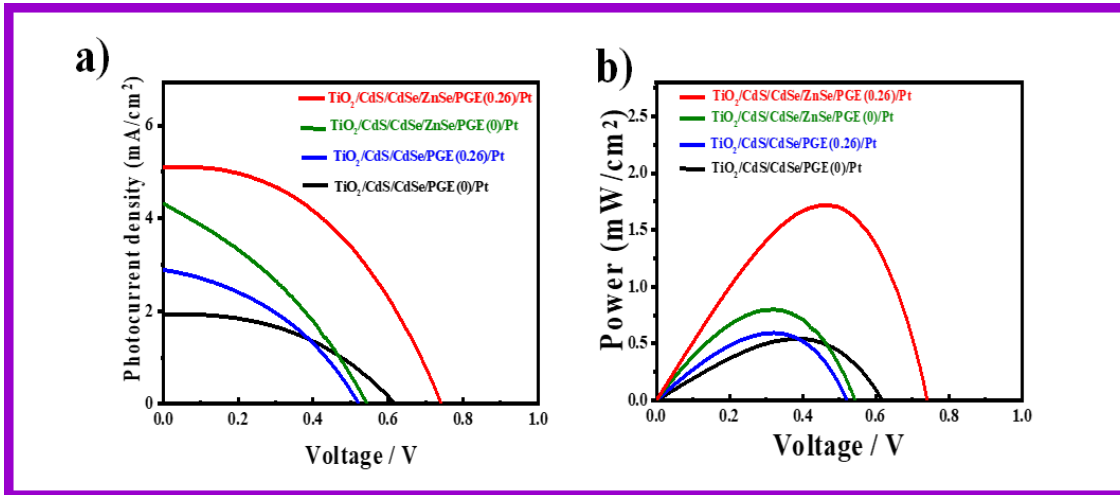 a)
Photocurrent density (mA/cm²)
6
4
2
0
TiO₂/CdS/CdSe/ZnSe/PGE(0.26)/Pt
TiO₂/CdS/CdSe/ZnSe/PGE(0)/Pt
TiO₂/CdS/CdSe/PGE(0.26)/Pt
TiO₂/CdS/CdSe/PGE(0)/Pt
0.0 0.2 0.4 0.6 0.8 1.0
Voltage / V
b)
Power (mW/cm²)
2.5
2.0
1.5
1.0
0.5
0.0
TiO₂/CdS/CdSe/ZnSe/PGE(0.26)/Pt
TiO₂/CdS/CdSe/ZnSe/PGE(0)/Pt
TiO₂/CdS/CdSe/PGE(0.26)/Pt
TiO₂/CdS/CdSe/PGE(0)/Pt
0.0 0.2 0.4 0.6 0.8 1.0
Voltage / V